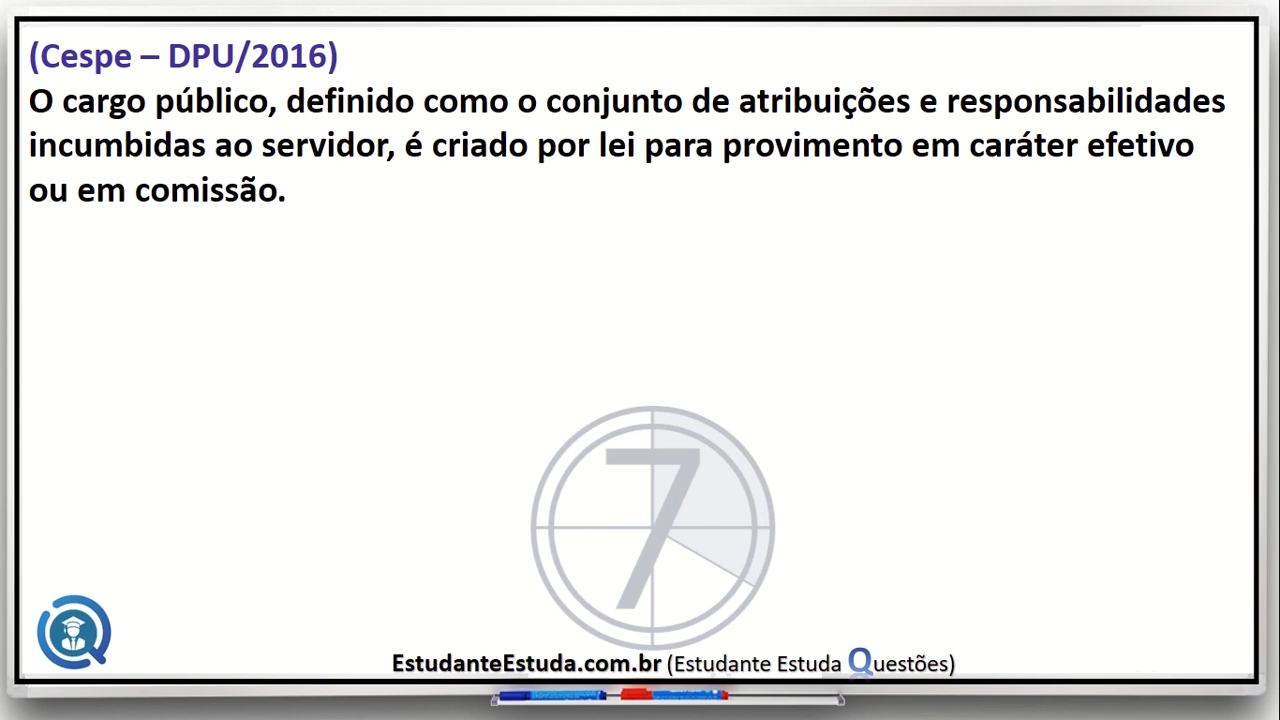 (Cespe – DPU/2016)
O cargo público, definido como o conjunto de atribuições e responsabilidades
incumbidas ao servidor, é criado por lei para provimento em caráter efetivo
ou em comissão.
7
EstudanteEstuda.com.br (Estudante Estuda Questões)